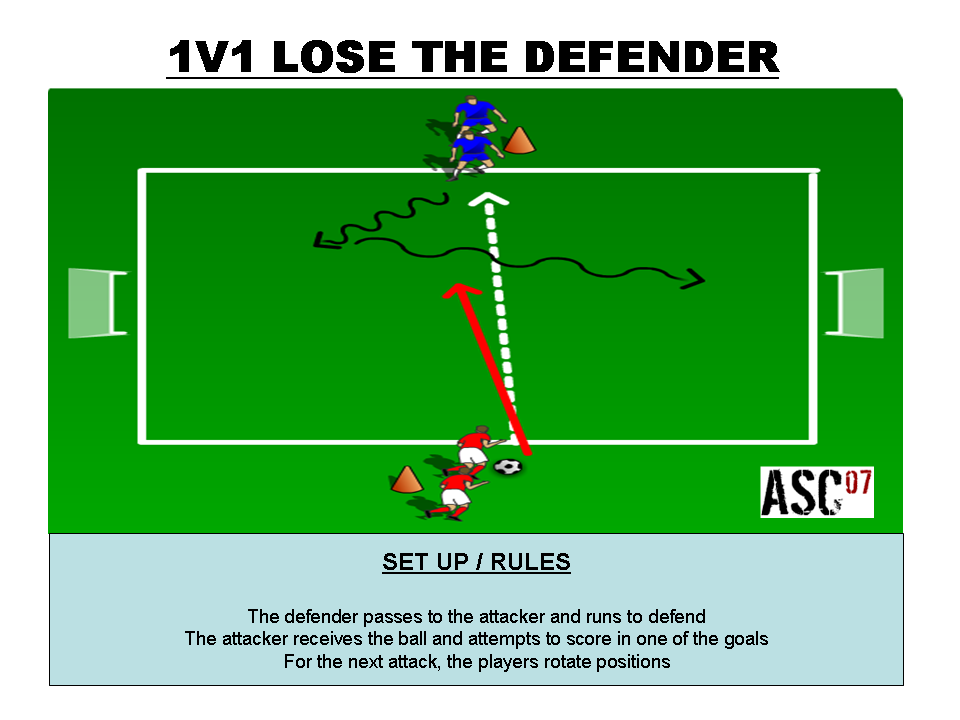 1V1 LOSE THE DEFENDER
ASC07
SET UP / RULES
The defender passes to the attacker and runs to defend
The attacker receives the ball and attempts to score in one of the goals
For the next attack, the players rotate positions